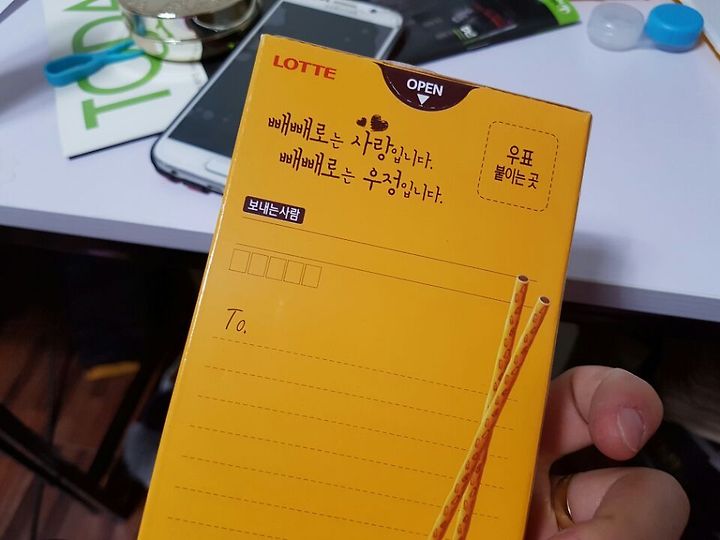 TODA
LOTTE
OPEN
빼빼로는 사랑입니다.
빼빼로는 우정입니다.
우표
붙이는 곳
보내는사람
To.